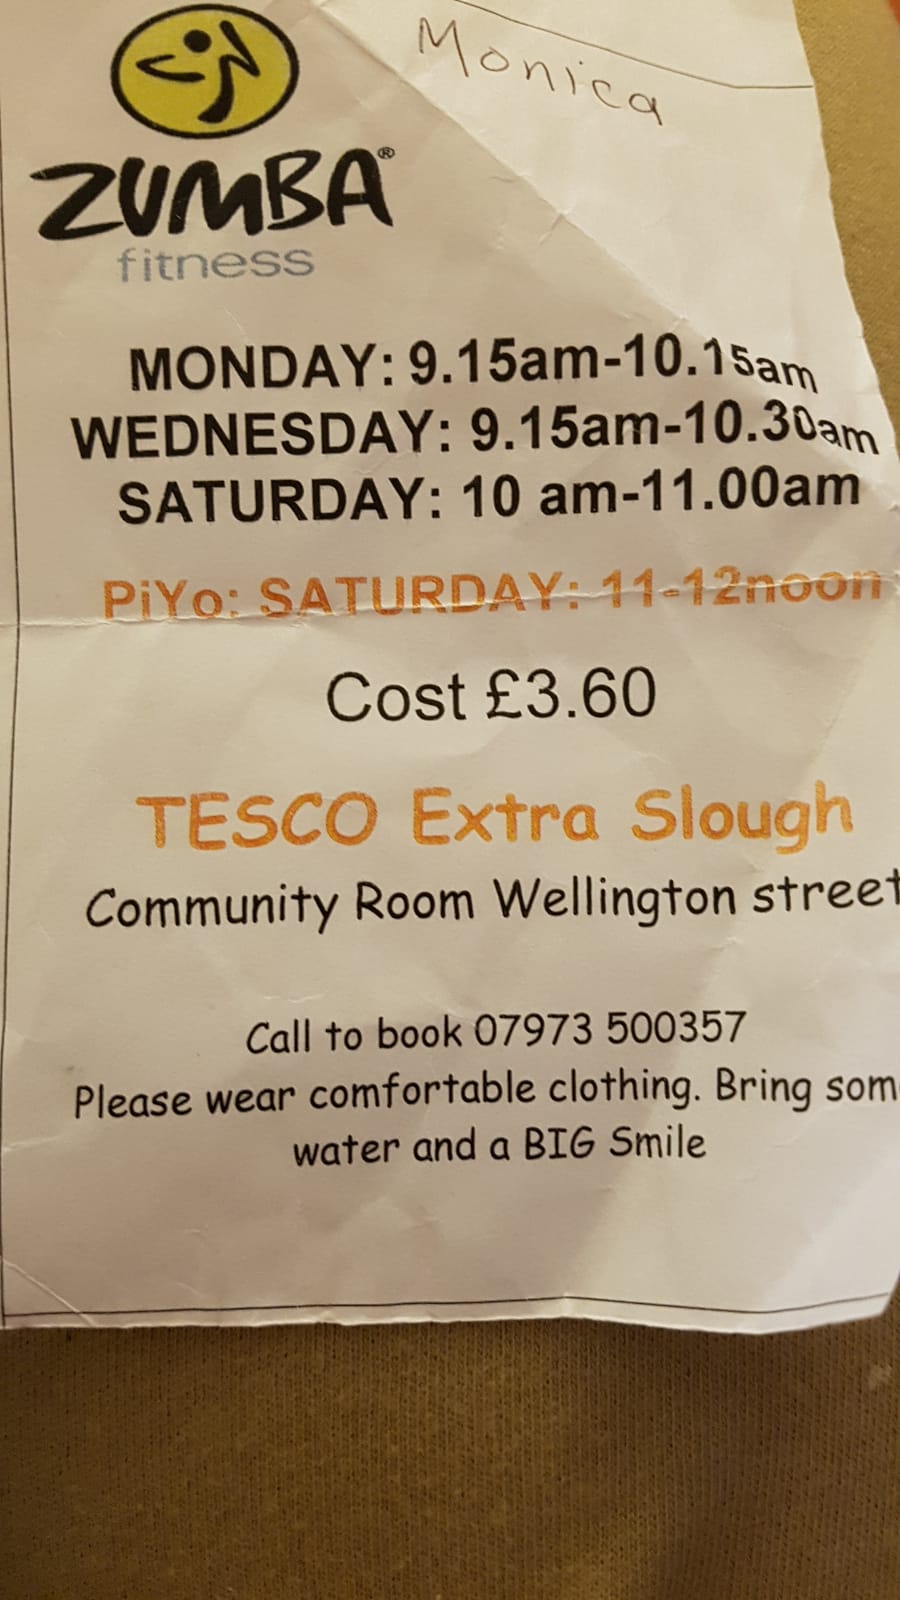 Monica
ZUMBA®
fitness
MONDAY: 9.15am-10.15am
WEDNESDAY: 9.15am-10.30am
SATURDAY: 10 am-11.00am
PiYo: SATURDAY: 11-12noon
Cost £3.60
TESCO Extra Slough
Community Room Wellington street
Call to book 07973 500357
Please wear comfortable clothing. Bring som
water and a BIG Smile